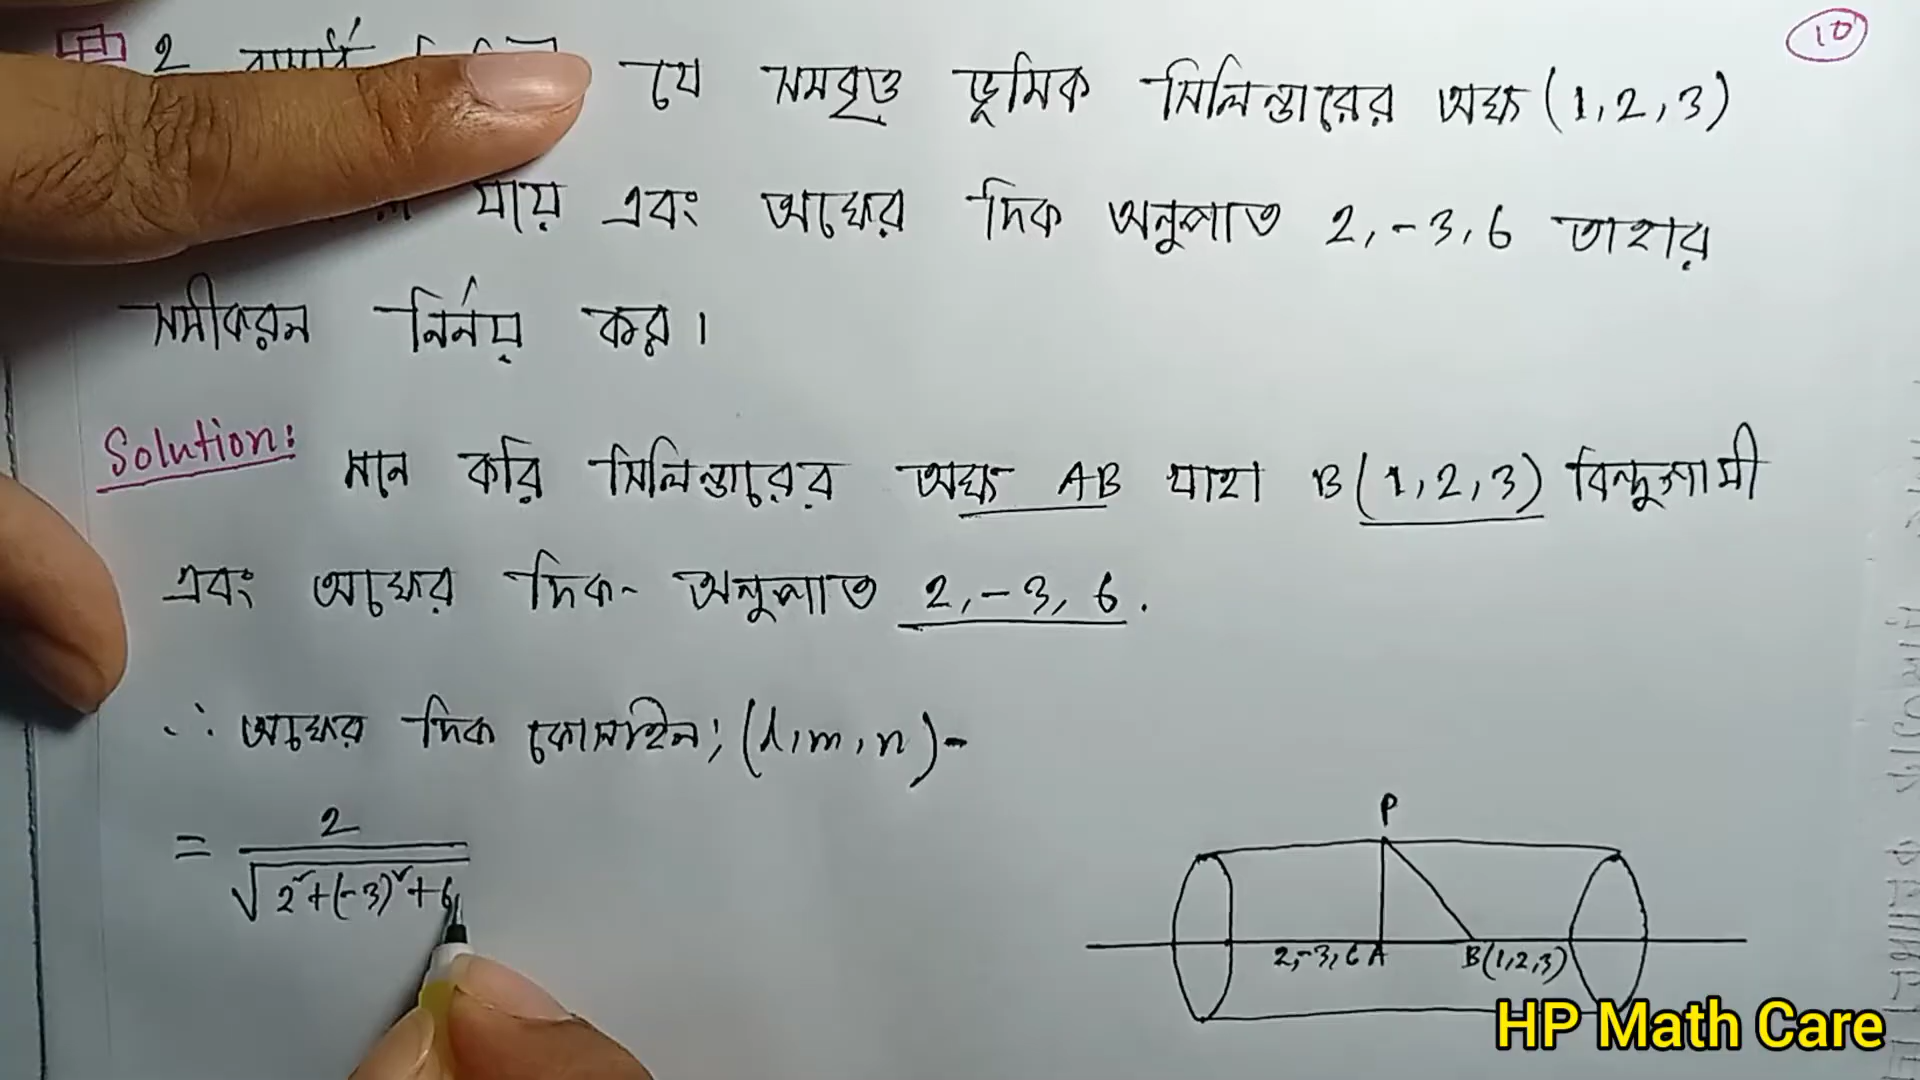 10
2 যে সমবৃত্ত ভূমিক সিলিন্ডারের অক্ষ (1, 2, 3)
যায় এবং অক্ষের দিক অনুপাত 2, -3, 6 তাহার
সমীকরন নির্নয় কর।
Solution: মনে করি সিলিন্ডারের অক্ষ AB যাহা B(1, 2, 3) বিন্দুগামী
এবং অক্ষের দিক- অনুপাত 2, -3, 6.
∴ অক্ষের দিক কোসাইন; (l, m, n) -
= 2 / √2²+(-3)²+6
P
2,-3,6 A B(1,2,3)
HP Math Care